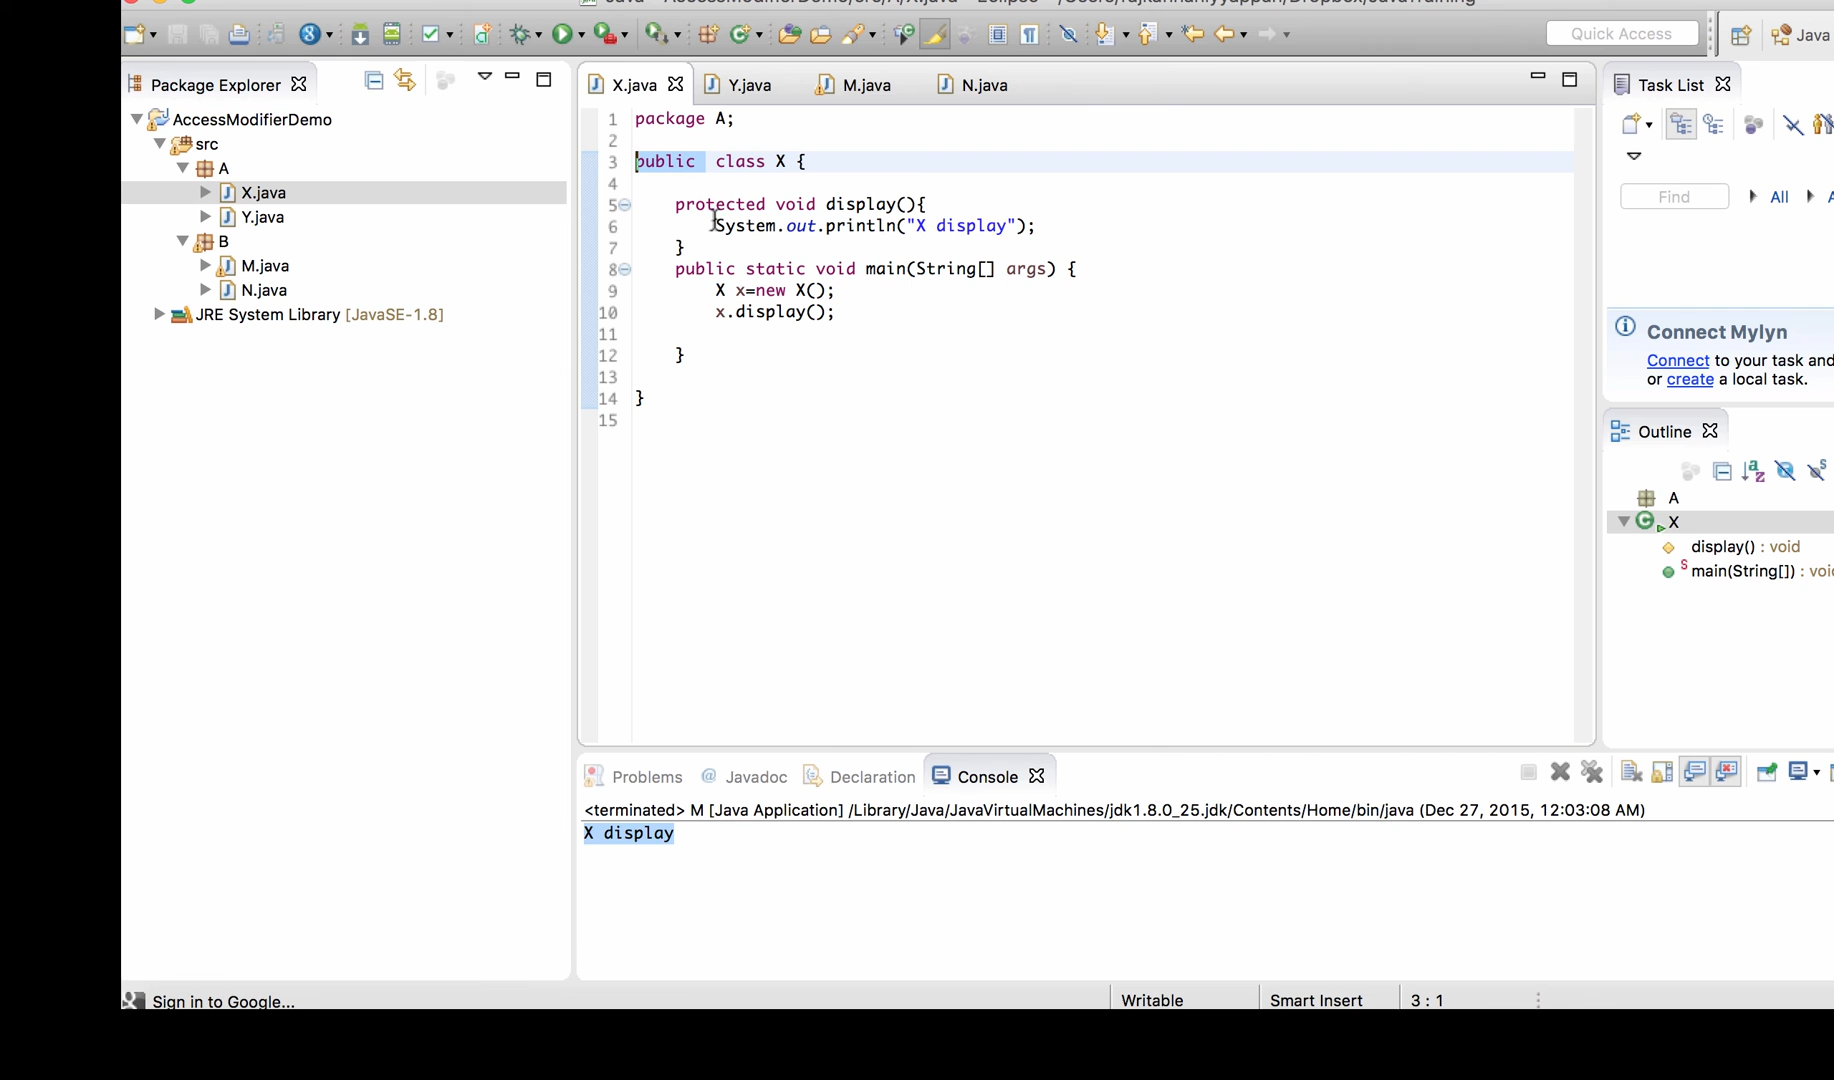 Quick Access
Java
Package Explorer
X.java
Y.java
M.java
N.java
Task List
AccessModifierDemo
src
A
X.java
Y.java
B
M.java
N.java
JRE System Library [JavaSE-1.8]
1 package A;
2
3 public class X {
4
5 protected void display(){
6 System.out.println("X display");
7 }
8 public static void main(String[] args) {
9 X x=new X();
10 x.display();
11
12 }
13
14 }
15
Find
All
Connect Mylyn
Connect to your task and
or create a local task.
Outline
A
X
display() : void
main(String[]) : void
Problems
@ Javadoc
Declaration
Console
<terminated> M [Java Application] /Library/Java/JavaVirtualMachines/jdk1.8.0_25.jdk/Contents/Home/bin/java (Dec 27, 2015, 12:03:08 AM)
X display
Sign in to Google...
Writable
Smart Insert
3 : 1